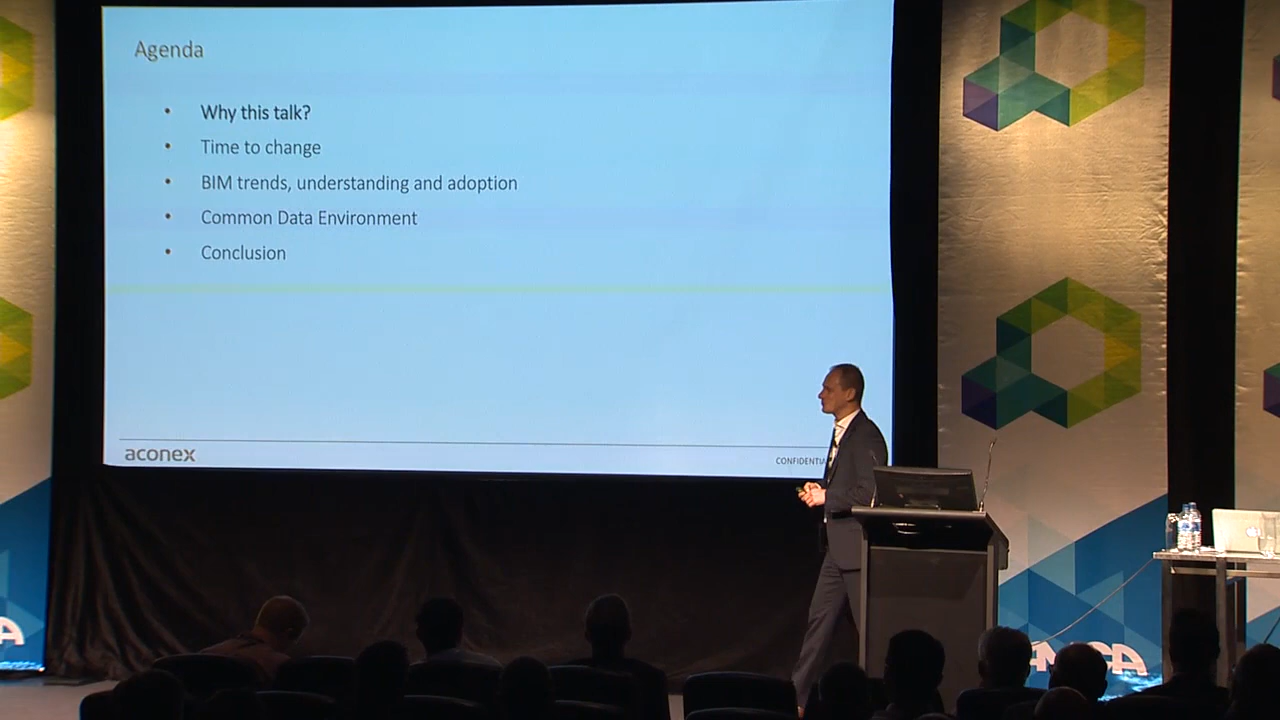 Agenda
• Why this talk?
• Time to change
• BIM trends, understanding and adoption
• Common Data Environment
• Conclusion
aconex